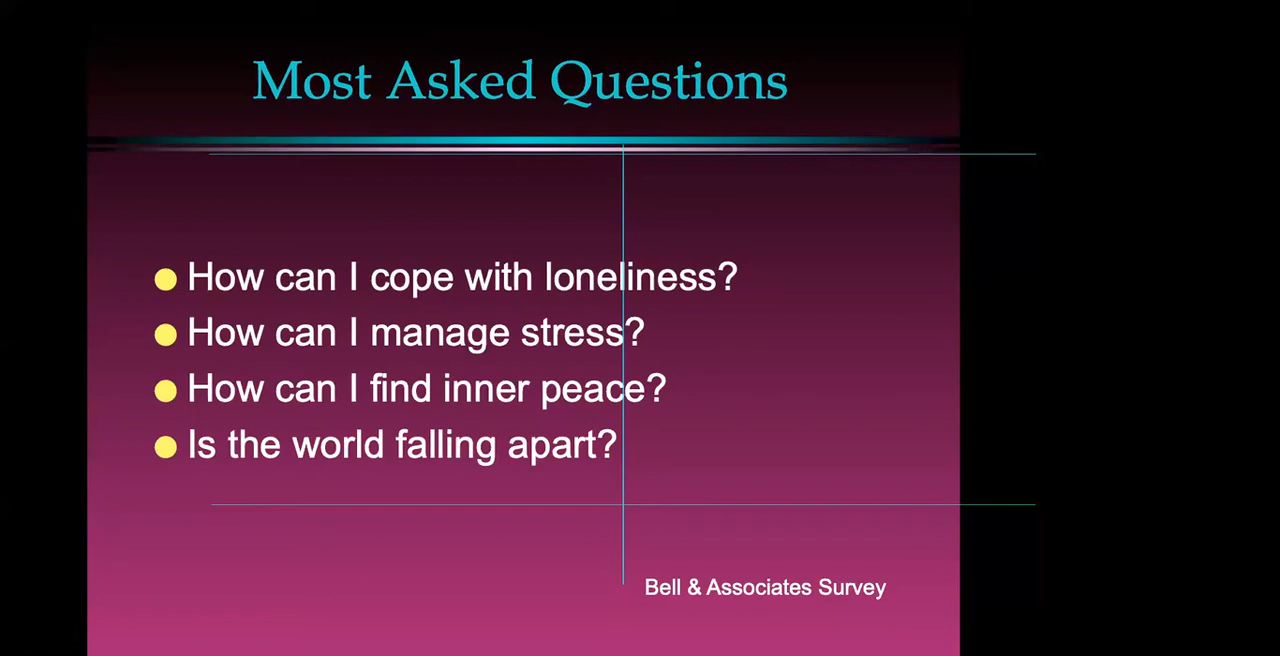 Most Asked Questions
How can I cope with loneliness?
How can I manage stress?
How can I find inner peace?
Is the world falling apart?
Bell & Associates Survey